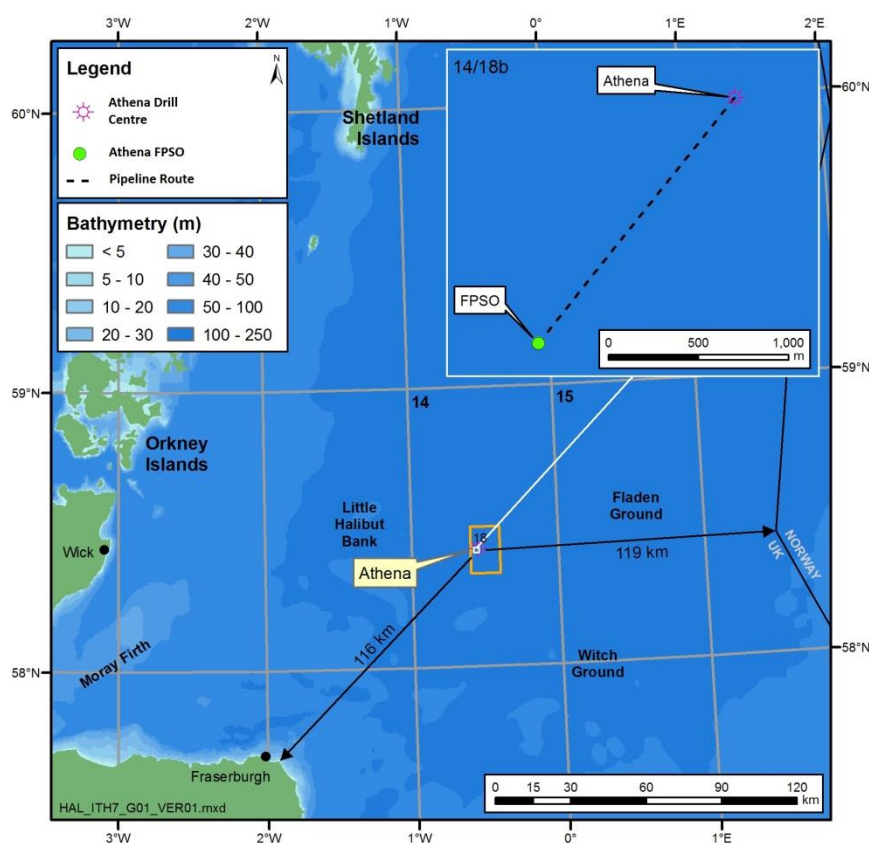 3°W
2°W
1°W
0°
1°E
2°E
Legend
N
Athena Drill
Centre
Athena FPSO
Pipeline Route
Bathymetry (m)
< 5
30 - 40
5 - 10
40 - 50
10 - 20
50 - 100
20 - 30
100 - 250
14/18b
Athena
FPSO
0
500
1,000
m
60°N
60°N
Shetland
Islands
59°N
59°N
14
15
Orkney
Islands
Little
Halibut
Bank
Fladen
Ground
18
Wick
Athena
119 km
NORWAY
UK
116 km
58°N
58°N
Moray Firth
Witch
Ground
Fraserburgh
0
15
30
60
90
120
km
HAL_ITH7_G01_VER01.mxd
3°W
2°W
1°W
0°
1°E